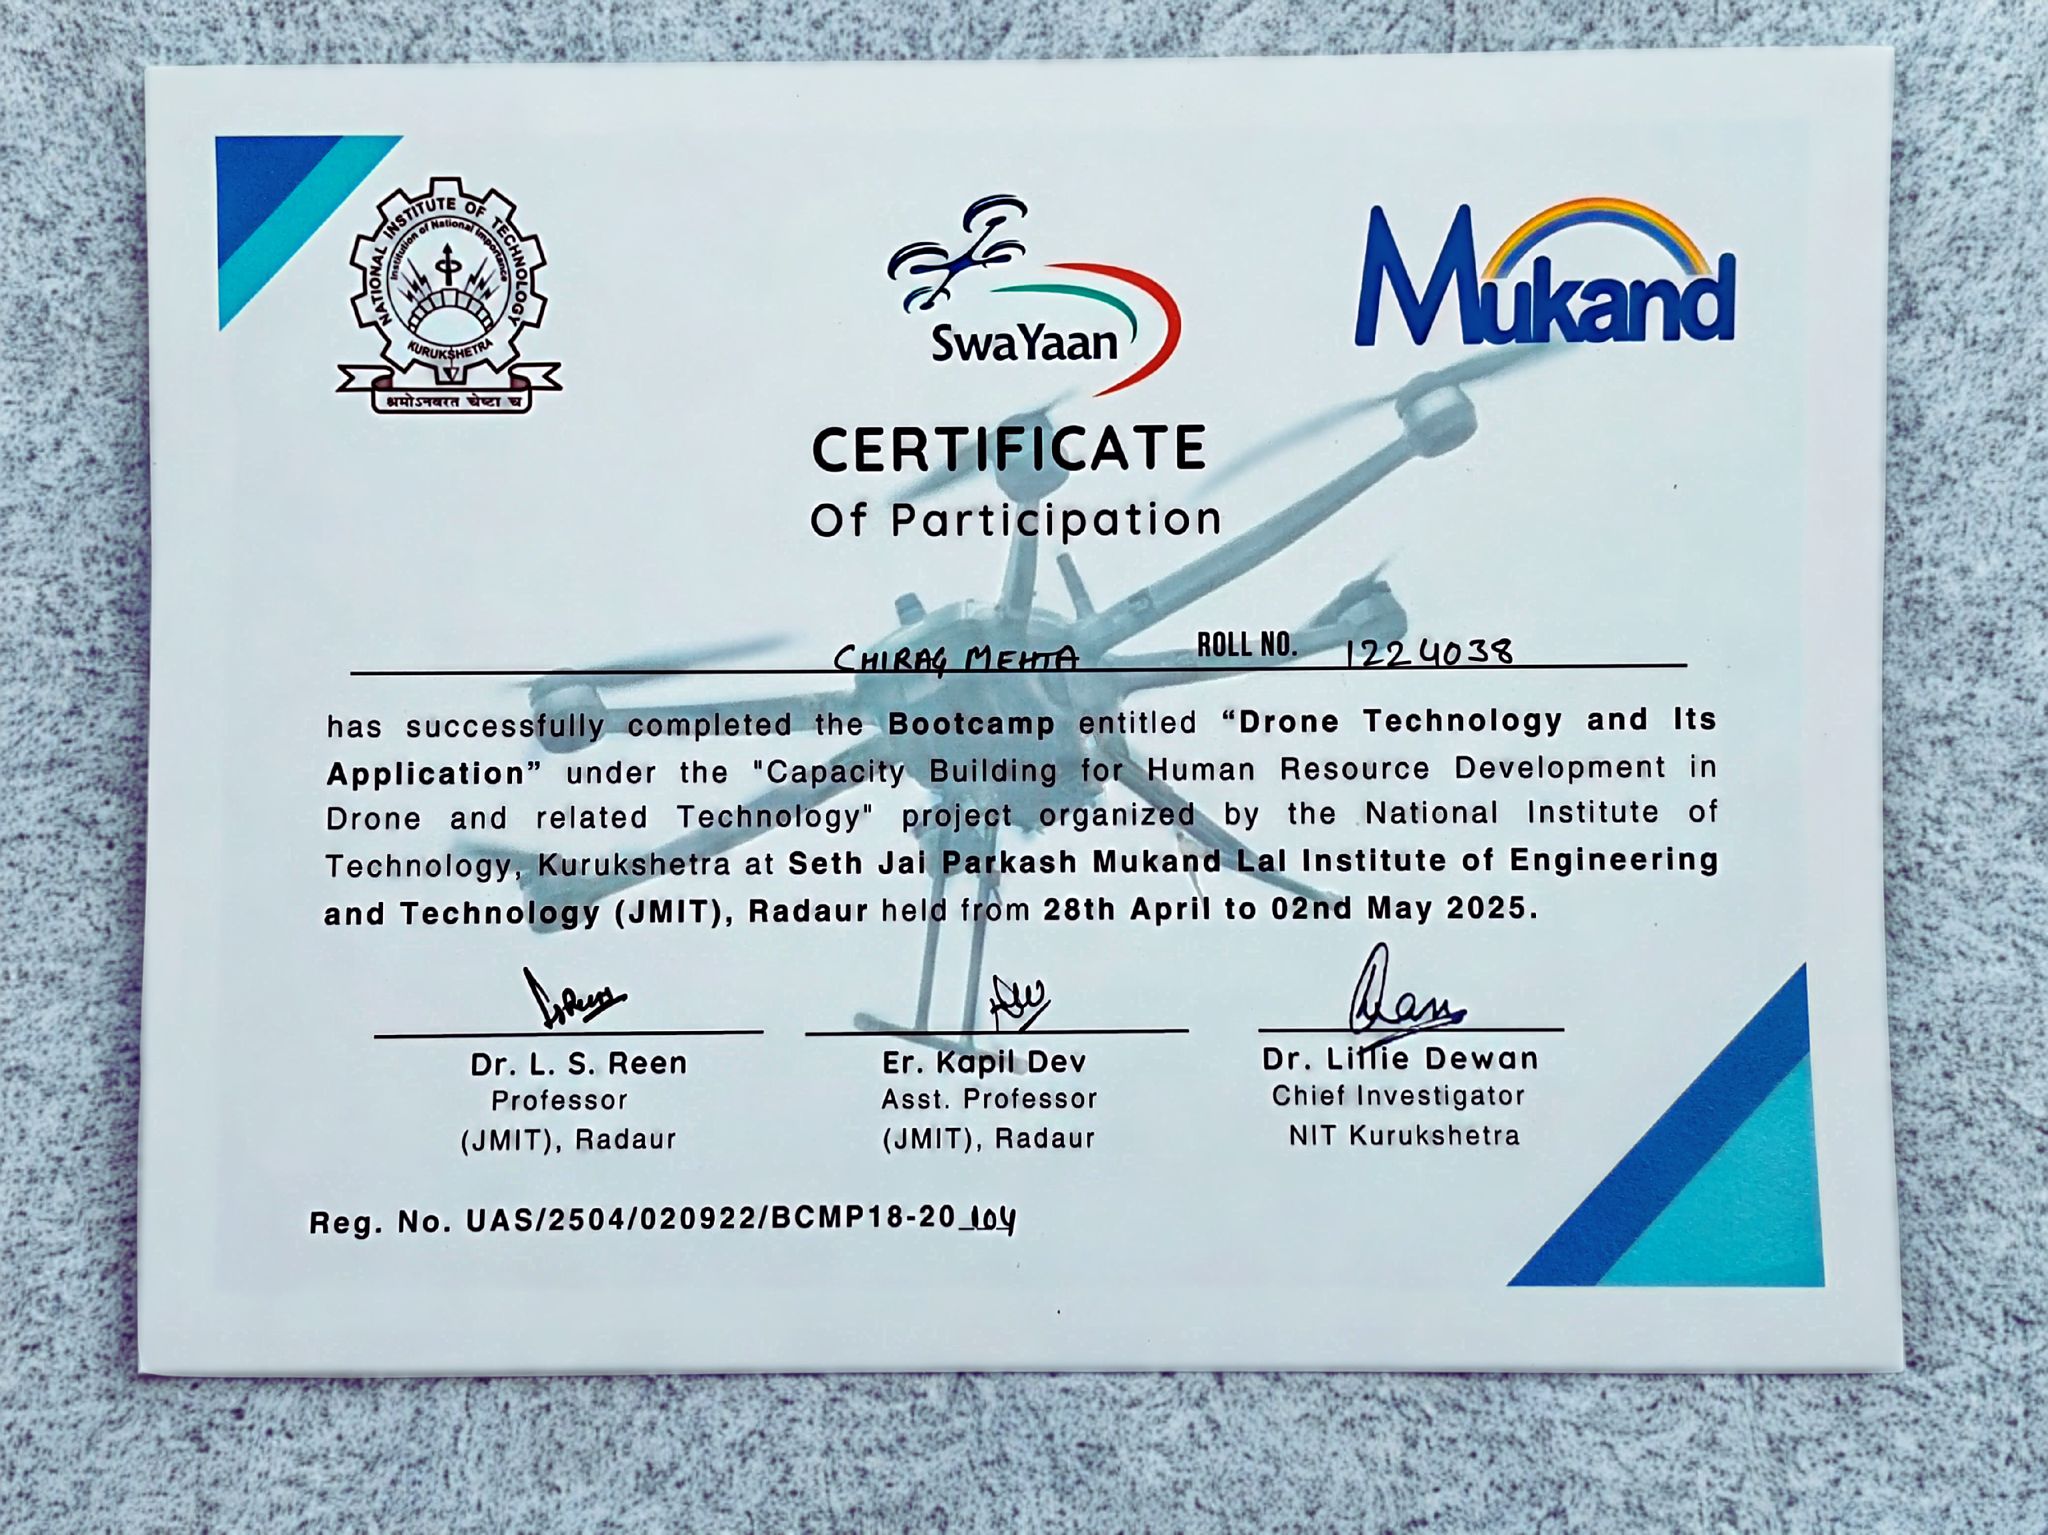 NATIONAL INSTITUTE OF TECHNOLOGY
Institution of National Importance
KURUKSHETRA
श्रमोऽनवरत चेष्टा च
SwaYaan
Mukand
CERTIFICATE
Of Participation
CHIRAG MEHTA ROLL NO. 1224038
has successfully completed the Bootcamp entitled “Drone Technology and Its
Application” under the "Capacity Building for Human Resource Development in
Drone and related Technology" project organized by the National Institute of
Technology, Kurukshetra at Seth Jai Parkash Mukand Lal Institute of Engineering
and Technology (JMIT), Radaur held from 28th April to 02nd May 2025.
Dr. L. S. Reen Er. Kapil Dev Dr. Lillie Dewan
Professor Asst. Professor Chief Investigator
(JMIT), Radaur (JMIT), Radaur NIT Kurukshetra
Reg. No. UAS/2504/020922/BCMP18-20_104